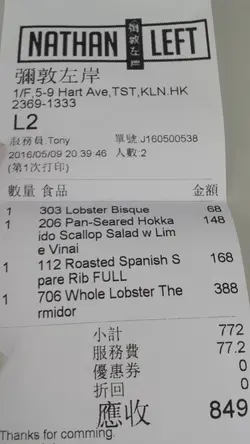 NATHAN 彌敦左岸 LEFT
彌敦左岸
1/F,5-9 Hart Ave,TST,KLN.HK
2369-1333
L2
服務員:Tony 單號 J160500538
2016/05/09 20:39:46 人數:2
(第1次打印)
數量 食品 金額
1 303 Lobster Bisque 68
1 206 Pan-Seared Hokka 148
ido Scallop Salad w Lim
e Vinai
1 112 Roasted Spanish S 168
pare Rib FULL
1 706 Whole Lobster The 388
rmidor
小計 772
服務費 77.2
優惠券 0
折回 0
應收 849
Thanks for comming.